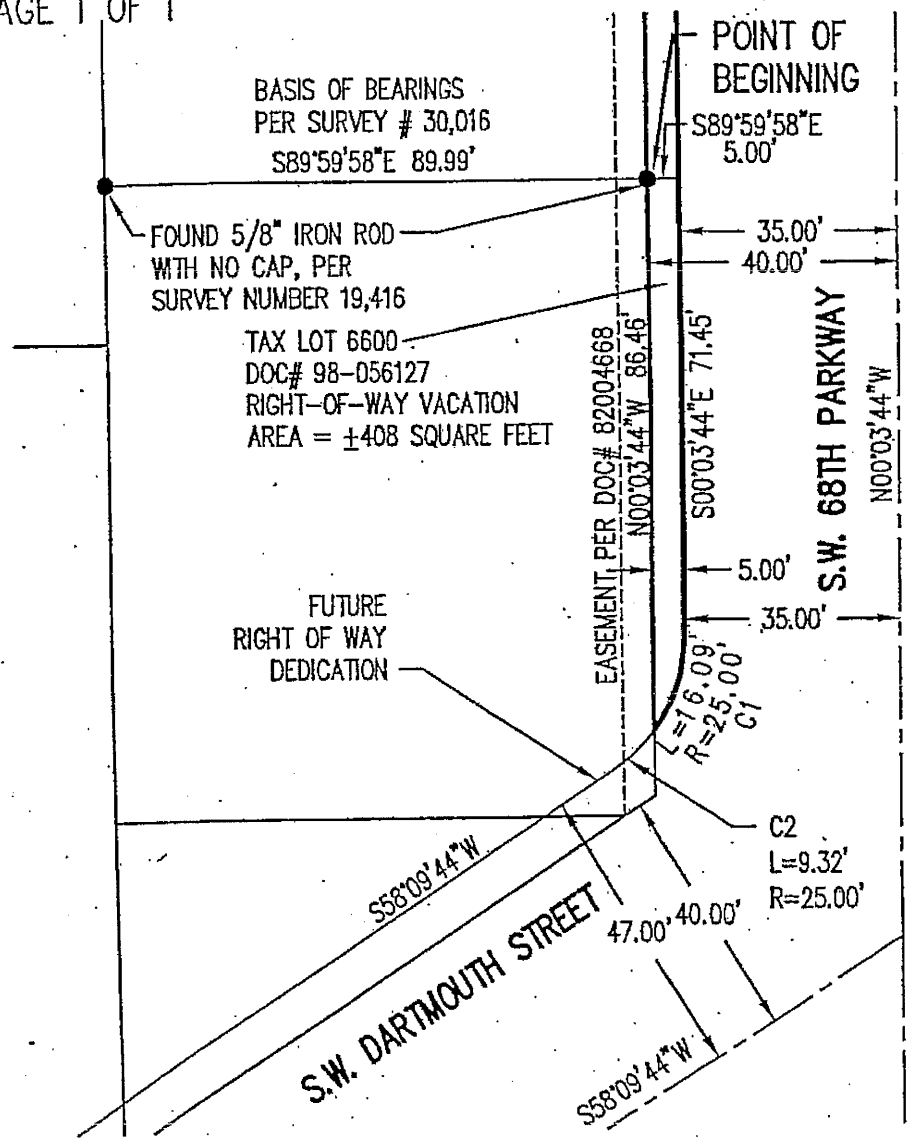 AGE 1 OF 1
POINT OF
BEGINNING
BASIS OF BEARINGS
PER SURVEY # 30,016
S89°59'58"E 89.99'
S89°59'58"E
5.00'
FOUND 5/8" IRON ROD
WITH NO CAP, PER
SURVEY NUMBER 19,416
35.00'
40.00'
TAX LOT 6600
DOC# 98-056127
RIGHT-OF-WAY VACATION
AREA = ±408 SQUARE FEET
EASEMENT PER DOC# 82004668
N00°03'44"W 86.46'
S00°03'44"E 71.45'
S.W. 68TH PARKWAY
N00°03'44"W
5.00'
35.00'
FUTURE
RIGHT OF WAY
DEDICATION
L=16.09'
R=25.00'
C1
C2
L=9.32'
R=25.00'
S58°09'44"W
47.00'
40.00'
S.W. DARTMOUTH STREET
S58°09'44"W